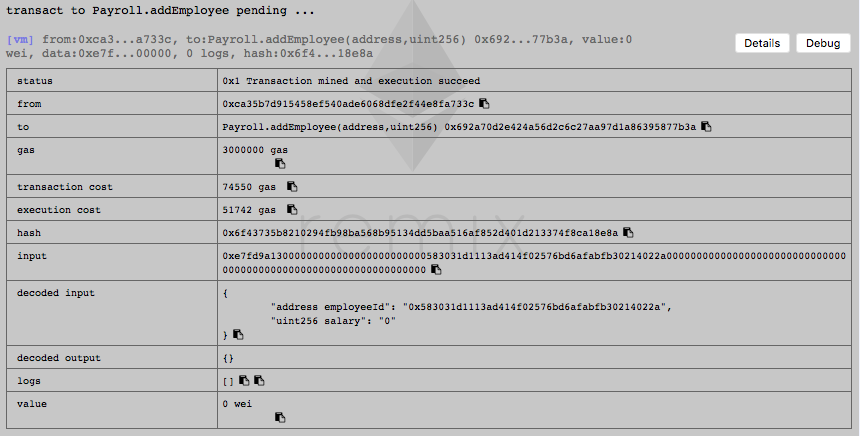 transact to Payroll.addEmployee pending ...
[vm] from:0xca3...a733c, to:Payroll.addEmployee(address,uint256) 0x692...77b3a, value:0
wei, data:0xe7f...00000, 0 logs, hash:0x6f4...18e8a
Details
Debug
status 0x1 Transaction mined and execution succeed
from 0xca35b7d915458ef540ade6068dfe2f44e8fa733c
to Payroll.addEmployee(address,uint256) 0x692a70d2e424a56d2c6c27aa97d1a86395877b3a
gas 3000000 gas
transaction cost 74550 gas
execution cost 51742 gas
hash 0x6f43735b8210294fb98ba568b95134dd5baa516af852d401d213374f8ca18e8a
input 0xe7fd9a13000000000000000000000000583031d1113ad414f02576bd6afabfb30214022a000000000000000000000000000000
0000000000000000000000000000000000
decoded input {
"address employeeId": "0x583031d1113ad414f02576bd6afabfb30214022a",
"uint256 salary": "0"
}
decoded output {}
logs []
value 0 wei
remix